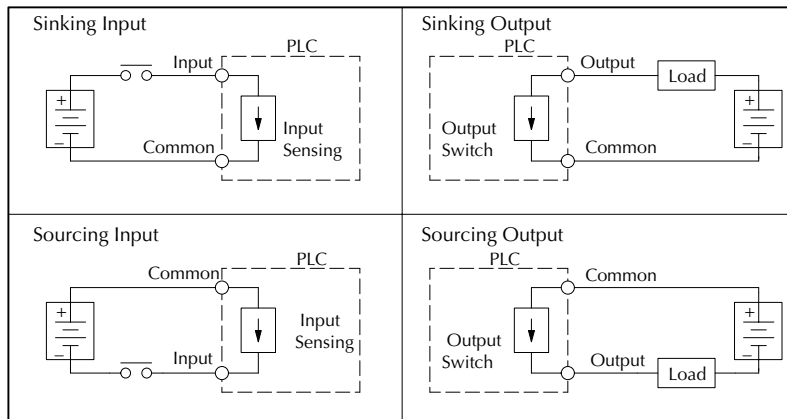 Sinking Input
PLC
Input
+
Input
Sensing
–
Common
Sinking Output
PLC
Output
Load
+
Output
Switch
–
Common
Sourcing Input
PLC
Common
+
Input
Sensing
–
Input
Sourcing Output
PLC
Common
+
Output
Switch
–
Output
Load